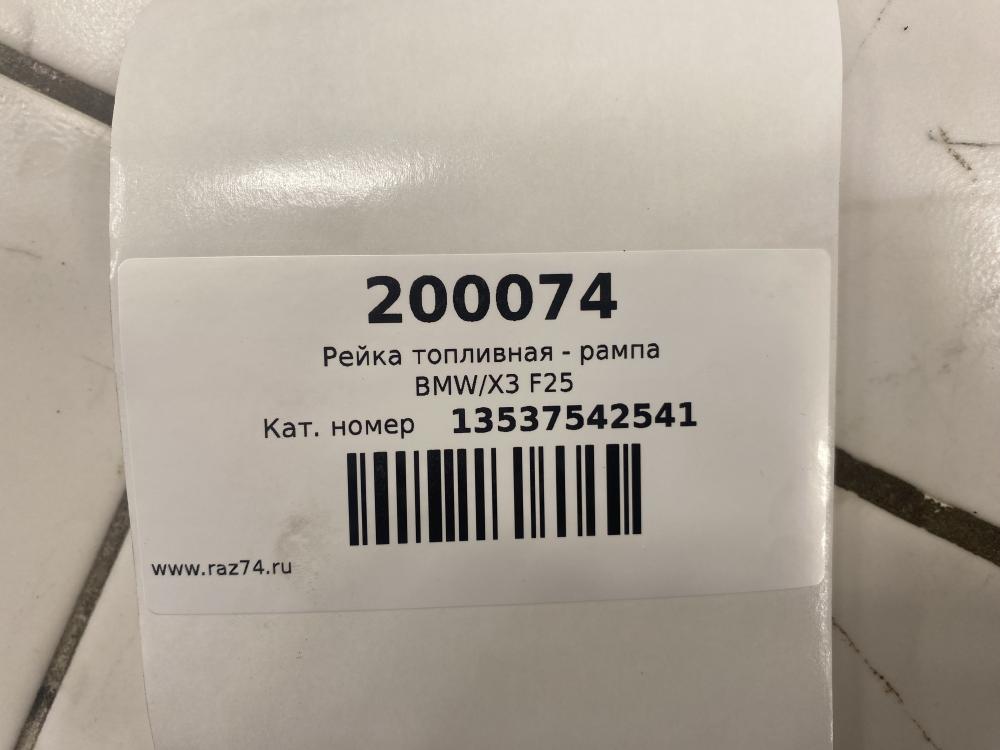 200074
Рейка топливная - рампа
BMW/X3 F25
Кат. номер 13537542541
www.raz74.ru